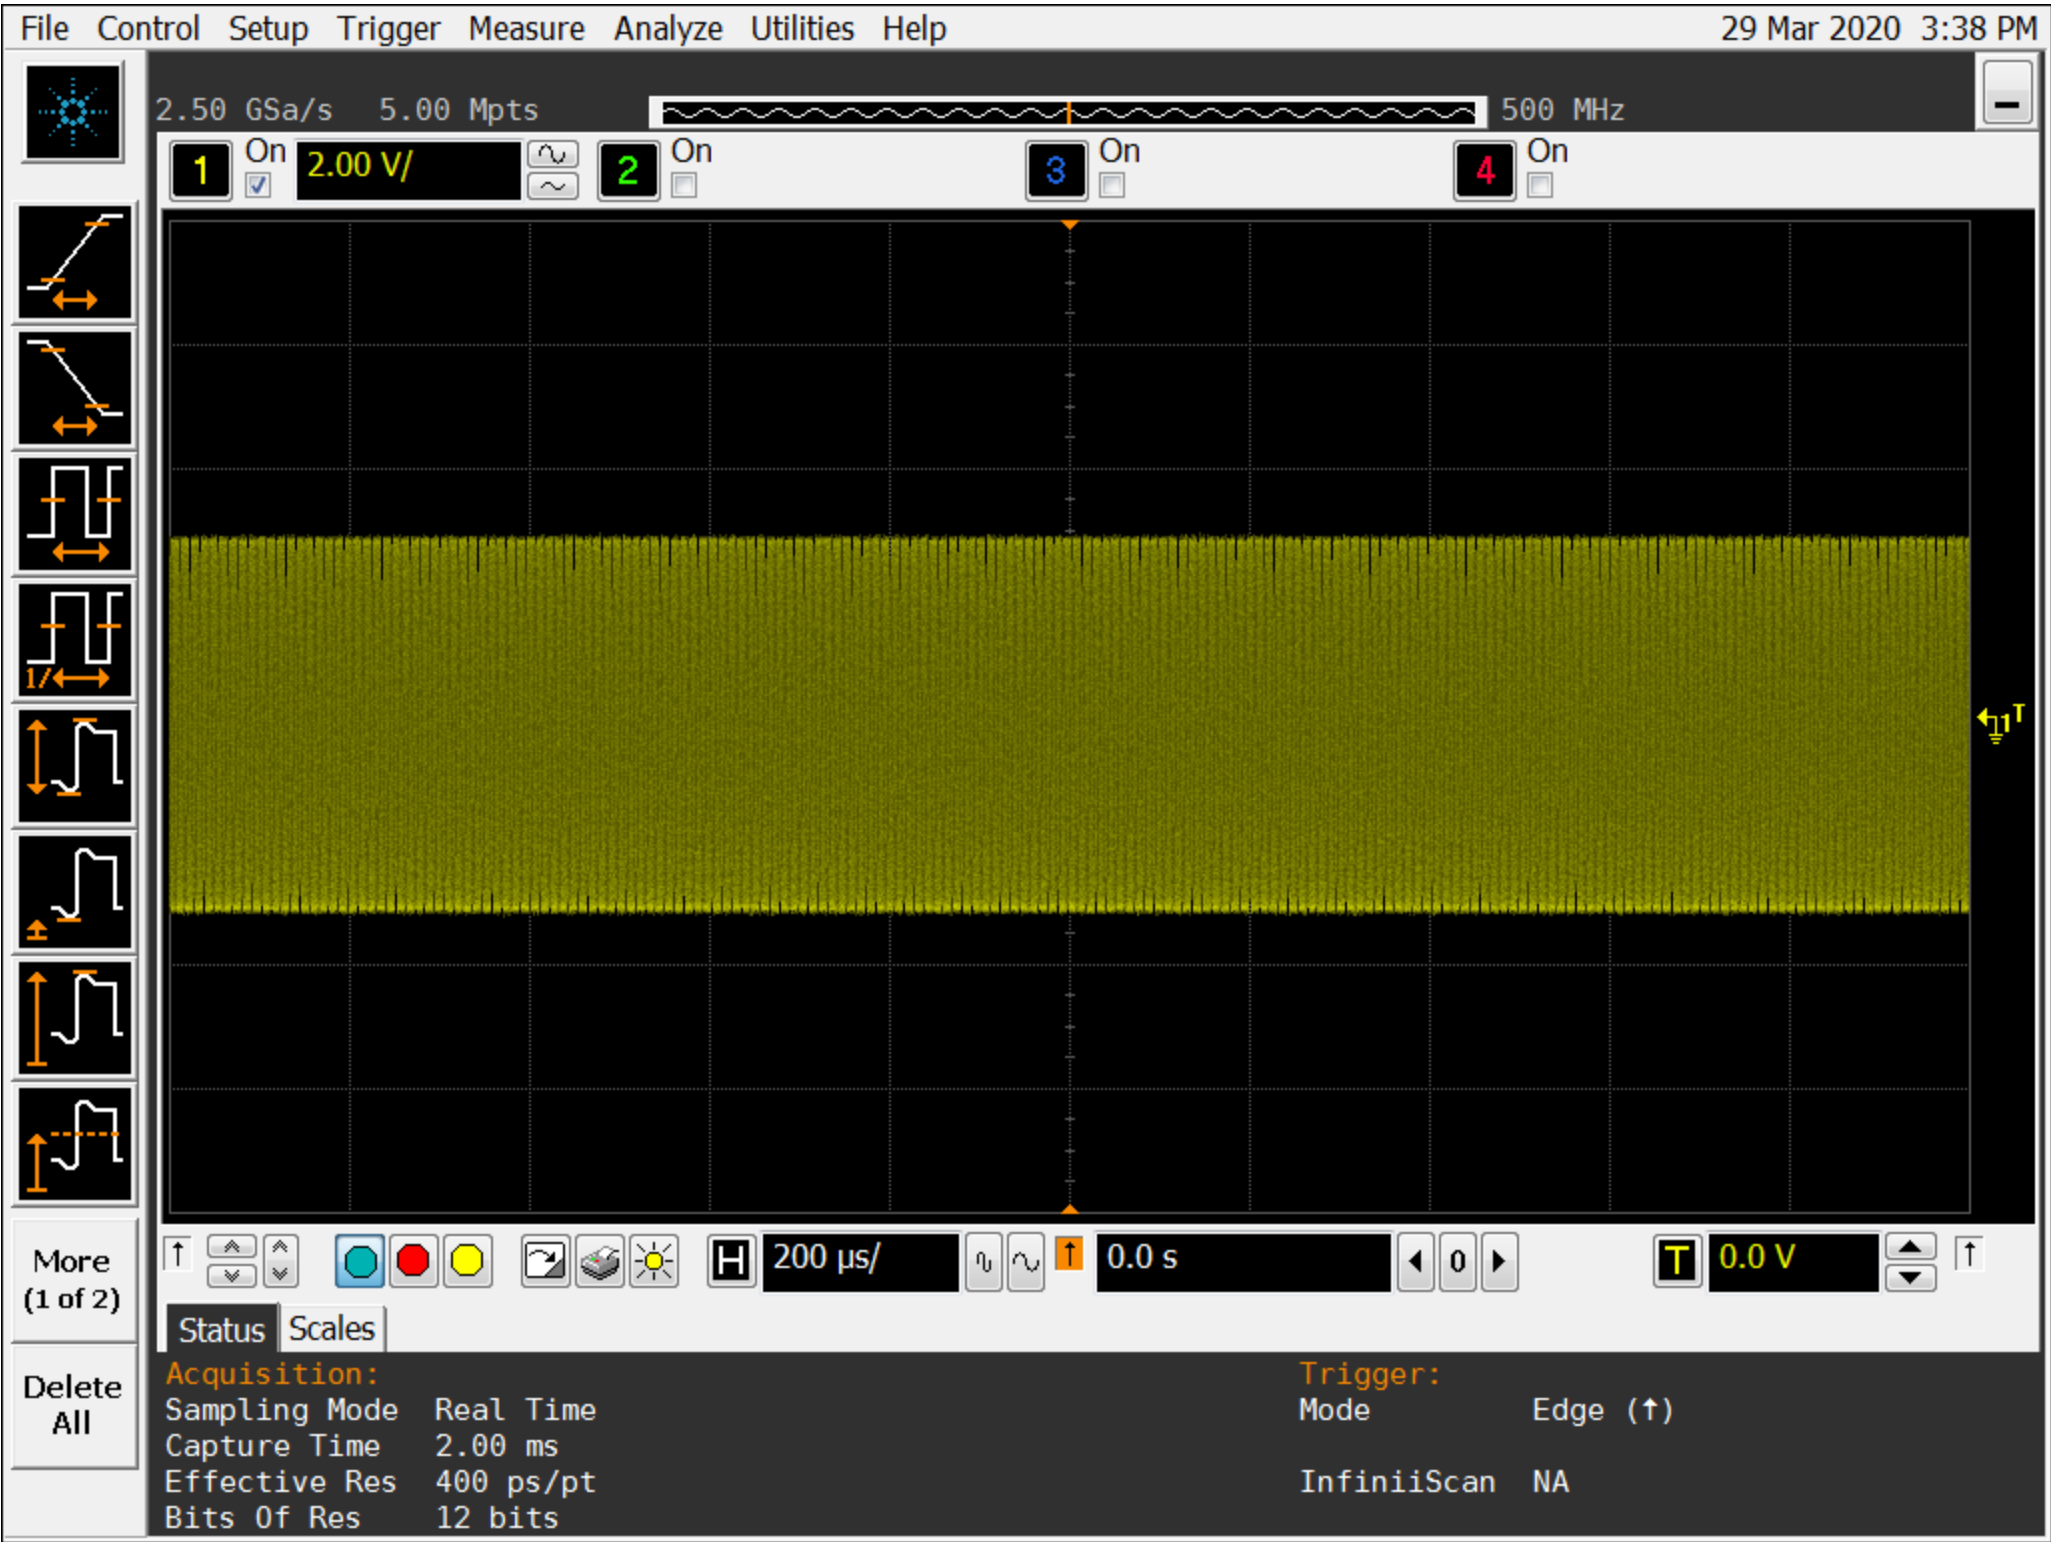 File Control Setup Trigger Measure Analyze Utilities Help 29 Mar 2020 3:38 PM
2.50 GSa/s 5.00 Mpts 500 MHz
1 On 2.00 V/ 2 On 3 On 4 On
1/
1 T
H 200 µs/ 0.0 s 0 T 0.0 V
More
(1 of 2)
Delete
All
Status Scales
Acquisition: Trigger:
Sampling Mode Real Time Mode Edge (↑)
Capture Time 2.00 ms
Effective Res 400 ps/pt InfiniiScan NA
Bits Of Res 12 bits